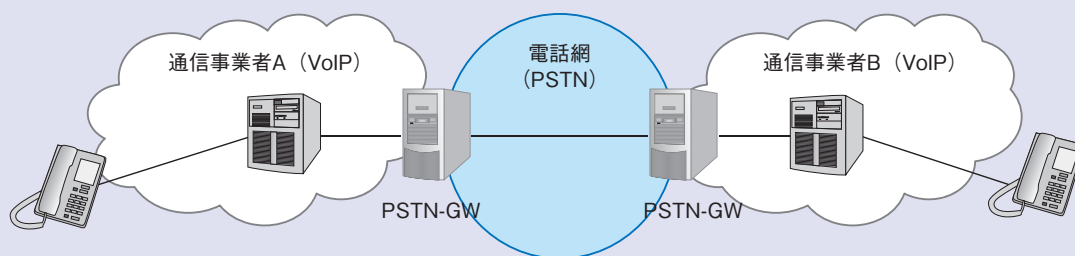 通信事業者A（VoIP）
電話網
（PSTN）
通信事業者B（VoIP）
PSTN-GW
PSTN-GW